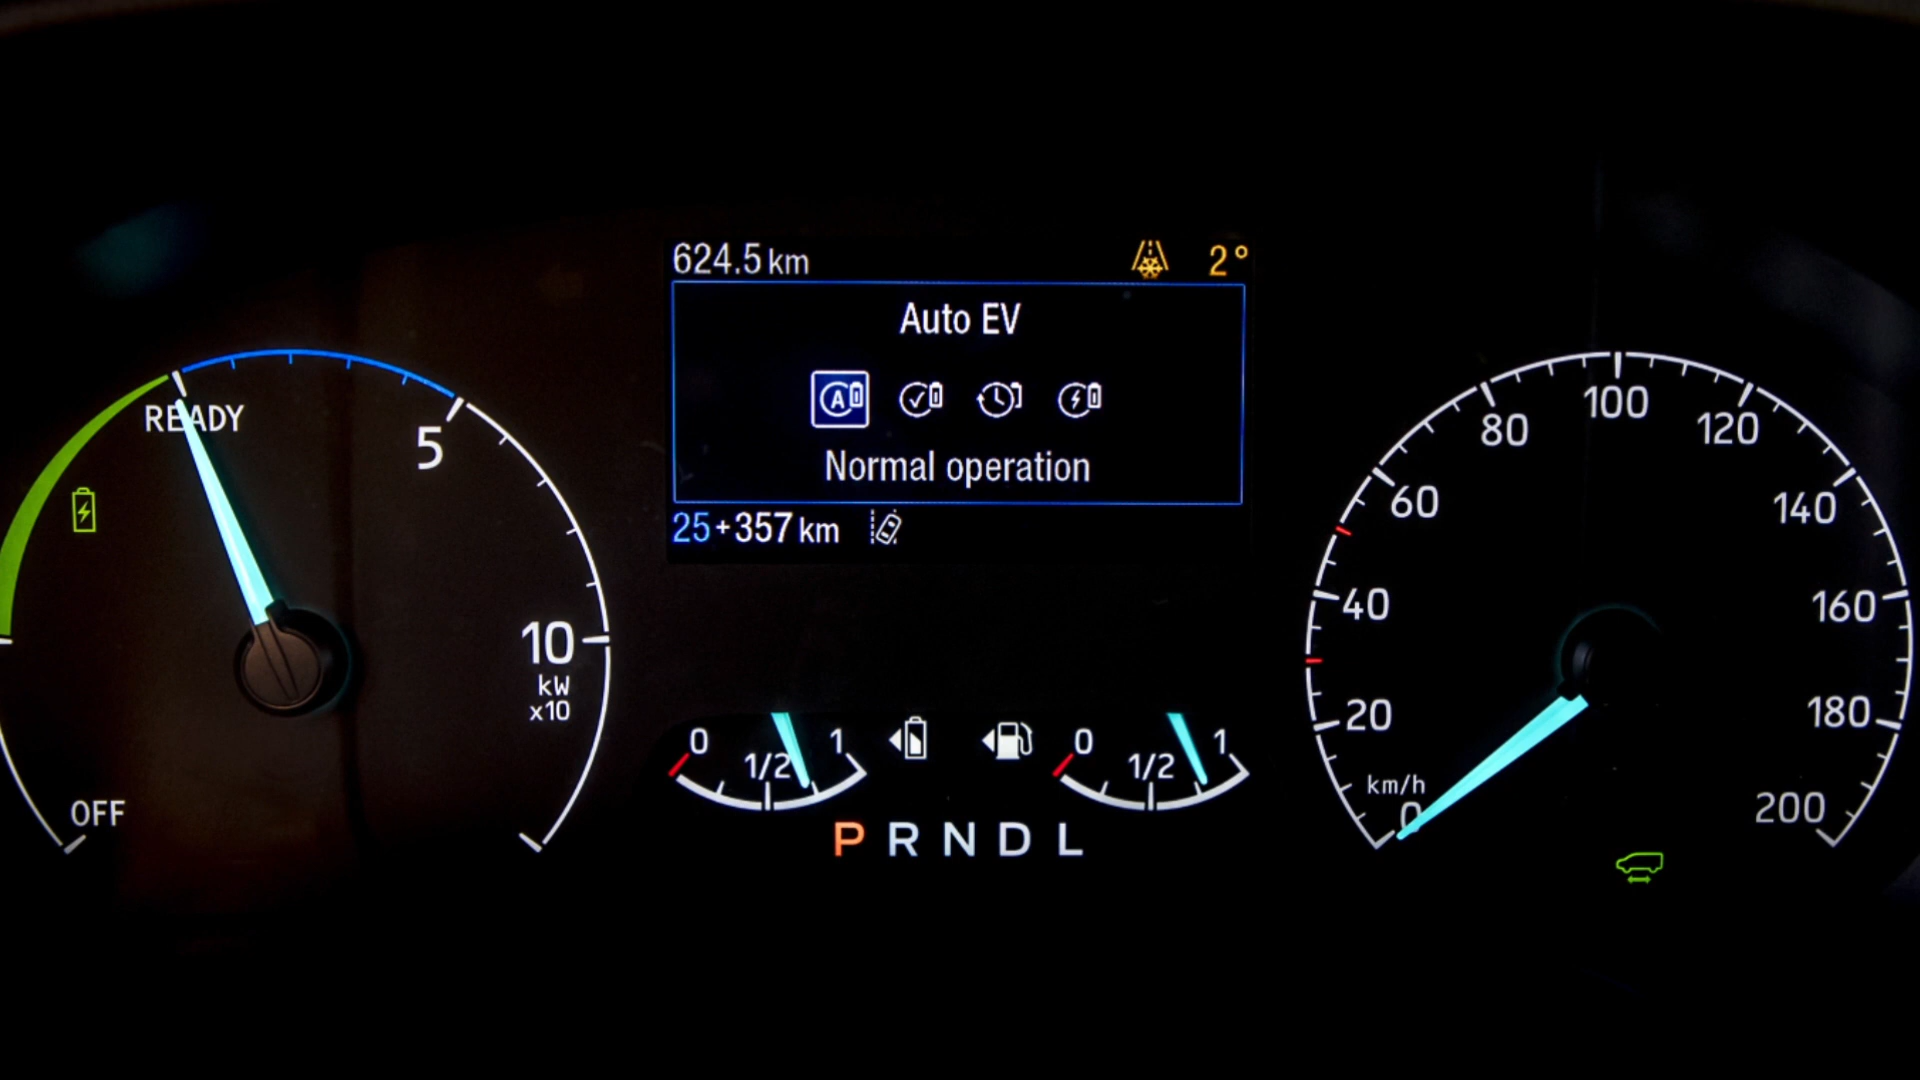 624.5 km 2°
Auto EV
A
Normal operation
25+357 km
READY
5
10
kW
x10
OFF
0 1/2 1
0 1/2 1
P R N D L
0
20
40
60
80
100
120
140
160
180
200
km/h